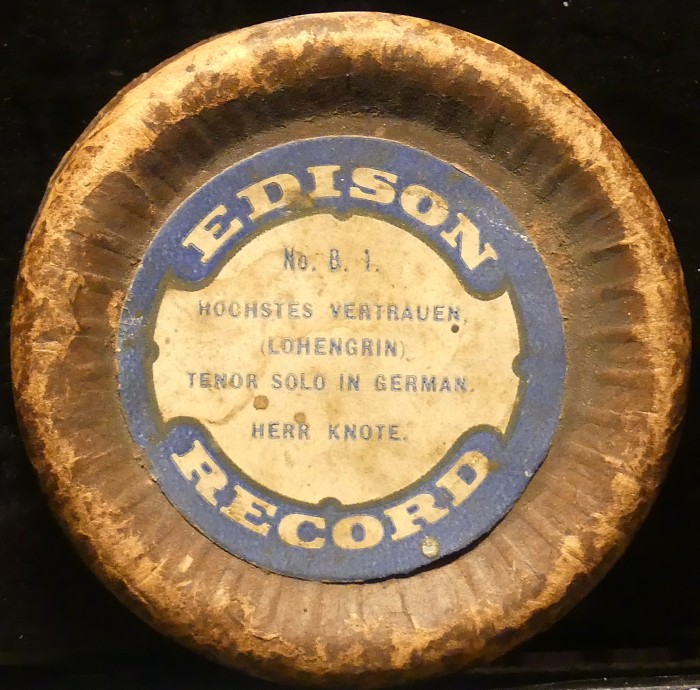 EDISON
No. B. 1.
HOCHSTES VERTRAUEN,
(LOHENGRIN)
TENOR SOLO IN GERMAN.
HERR KNOTE.
RECORD